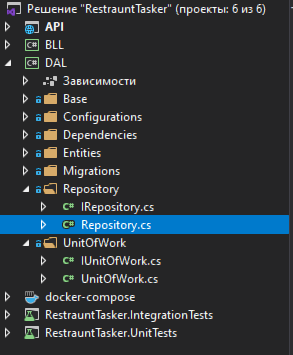 Решение "RestrauntTasker" (проекты: 6 из 6)
API
C# BLL
C# DAL
Зависимости
Base
Configurations
Dependencies
Entities
Migrations
Repository
C# IRepository.cs
C# Repository.cs
UnitOfWork
C# IUnitOfWork.cs
C# UnitOfWork.cs
docker-compose
RestrauntTasker.IntegrationTests
RestrauntTasker.UnitTests